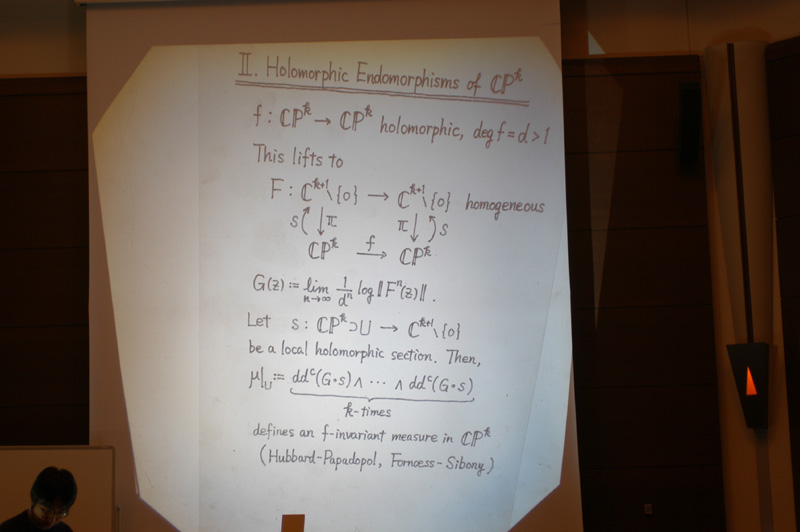 II. Holomorphic Endomorphisms of ℂP^k
f : ℂP^k → ℂP^k holomorphic, deg f = d > 1
This lifts to
F : ℂ^{k+1}\{0} → ℂ^{k+1}\{0} homogeneous
s ↓π π↓ s
ℂP^k f→ ℂP^k
G(z) := lim_{n→∞} 1/d^n log‖F^n(z)‖.
Let s : ℂP^k ⊃ U → ℂ^{k+1}\{0}
be a local holomorphic section. Then,
μ|_U := dd^c(G∘s) ∧ ··· ∧ dd^c(G∘s)
k-times
defines an f-invariant measure in ℂP^k
(Hubbard-Papadopol, Fornœss-Sibony)